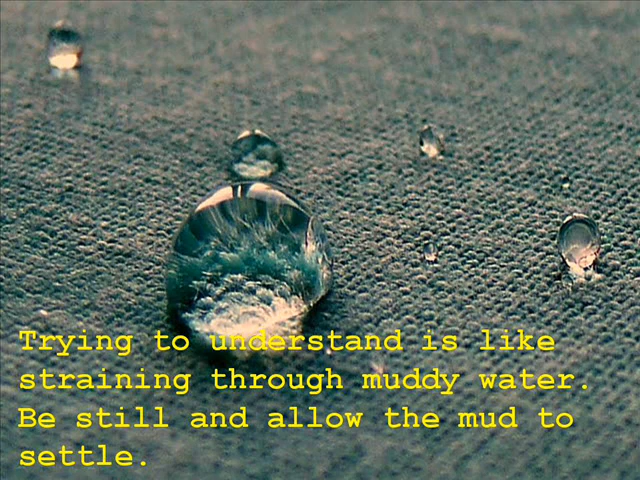 Trying to understand is like
straining through muddy water.
Be still and allow the mud to
settle.